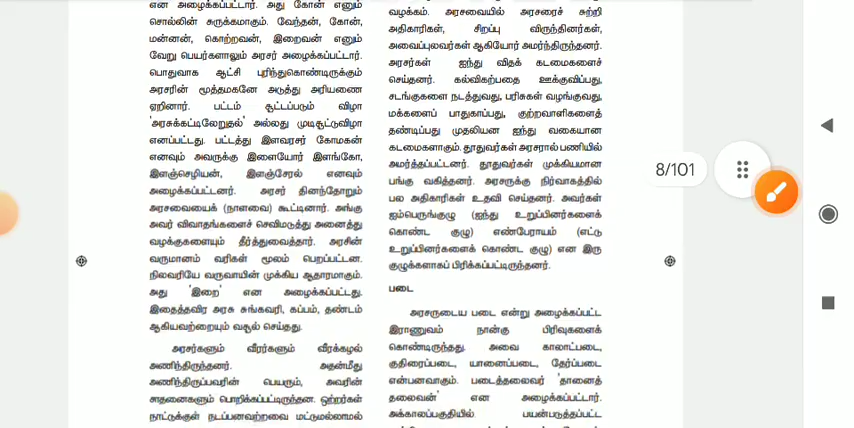 என அழைக்கப்பட்டார். அது கோன் எனும்
சொல்லின் சுருக்கமாகும். வேந்தன், கோன்,
மன்னன், கொற்றவன், இறைவன் எனும்
வேறு பெயர்களாலும் அரசர் அழைக்கப்பட்டார்.
பொதுவாக ஆட்சி புரிந்துகொண்டிருக்கும்
அரசரின் மூத்தமகனே அடுத்து அரியணை
ஏறினார். பட்டம் சூட்டப்படும் விழா
'அரசுக்கட்டிலேறுதல்' அல்லது முடிசூட்டுவிழா
எனப்பட்டது. பட்டத்து இளவரசர் கோமகன்
எனவும் அவருக்கு இளையோர் இளங்கோ,
இளஞ்செழியன், இளஞ்சேரல் எனவும்
அழைக்கப்பட்டனர். அரசர் தினந்தோறும்
அரசவையைக் (நாளவை) கூட்டினார். அங்கு
அவர் விவாதங்களைச் செவிமடுத்து அனைத்து
வழக்குகளையும் தீர்த்துவைத்தார். அரசின்
வருமானம் வரிகள் மூலம் பெறப்பட்டன.
நிலவரியே வருவாயின் முக்கிய ஆதாரமாகும்.
அது 'இறை' என அழைக்கப்பட்டது.
இதைத்தவிர அரசு சுங்கவரி, கப்பம், தண்டம்
ஆகியவற்றையும் வசூல் செய்தது.
அரசர்களும் வீரர்களும் வீரக்கழல்
அணிந்திருந்தனர். அதன்மீது
அணிந்திருப்பவரின் பெயரும், அவரின்
சாதனைகளும் பொறிக்கப்பட்டிருந்தன. ஒற்றர்கள்
நாட்டுக்குள் நடப்பனவற்றவை மட்டுமல்லாமல்
வழக்கம். அரசவையில் அரசரைச் சுற்றி
அதிகாரிகள், சிறப்பு விருந்தினர்கள்,
அவைப்புலவர்கள் ஆகியோர் அமர்ந்திருந்தனர்.
அரசர்கள் ஐந்து விதக் கடமைகளைச்
செய்தனர். கல்விகற்பதை ஊக்குவிப்பது,
சடங்குகளை நடத்துவது, பரிசுகள் வழங்குவது,
மக்களைப் பாதுகாப்பது, குற்றவாளிகளைத்
தண்டிப்பது முதலியன ஐந்து வகையான
கடமைகளாகும். தூதுவர்கள் அரசரால் பணியில்
அமர்த்தப்பட்டனர். தூதுவர்கள் முக்கியமான
பங்கு வகித்தனர். அரசருக்கு நிர்வாகத்தில்
பல அதிகாரிகள் உதவி செய்தனர். அவர்கள்
ஐம்பெருங்குழு (ஐந்து உறுப்பினர்களைக்
கொண்ட குழு) எண்பேராயம் (எட்டு
உறுப்பினர்களைக் கொண்ட குழு) என இரு
குழுக்களாகப் பிரிக்கப்பட்டிருந்தனர்.
படை
அரசருடைய படை என்று அழைக்கப்பட்ட
இராணுவம் நான்கு பிரிவுகளைக்
கொண்டிருந்தது. அவை காலாட்படை,
குதிரைப்படை, யானைப்படை, தேர்ப்படை
என்பனவாகும். படைத்தலைவர் 'தானைத்
தலைவன்' என அழைக்கப்பட்டார்.
அக்காலப்பகுதியில் பயன்படுத்தப்பட்ட
8/101